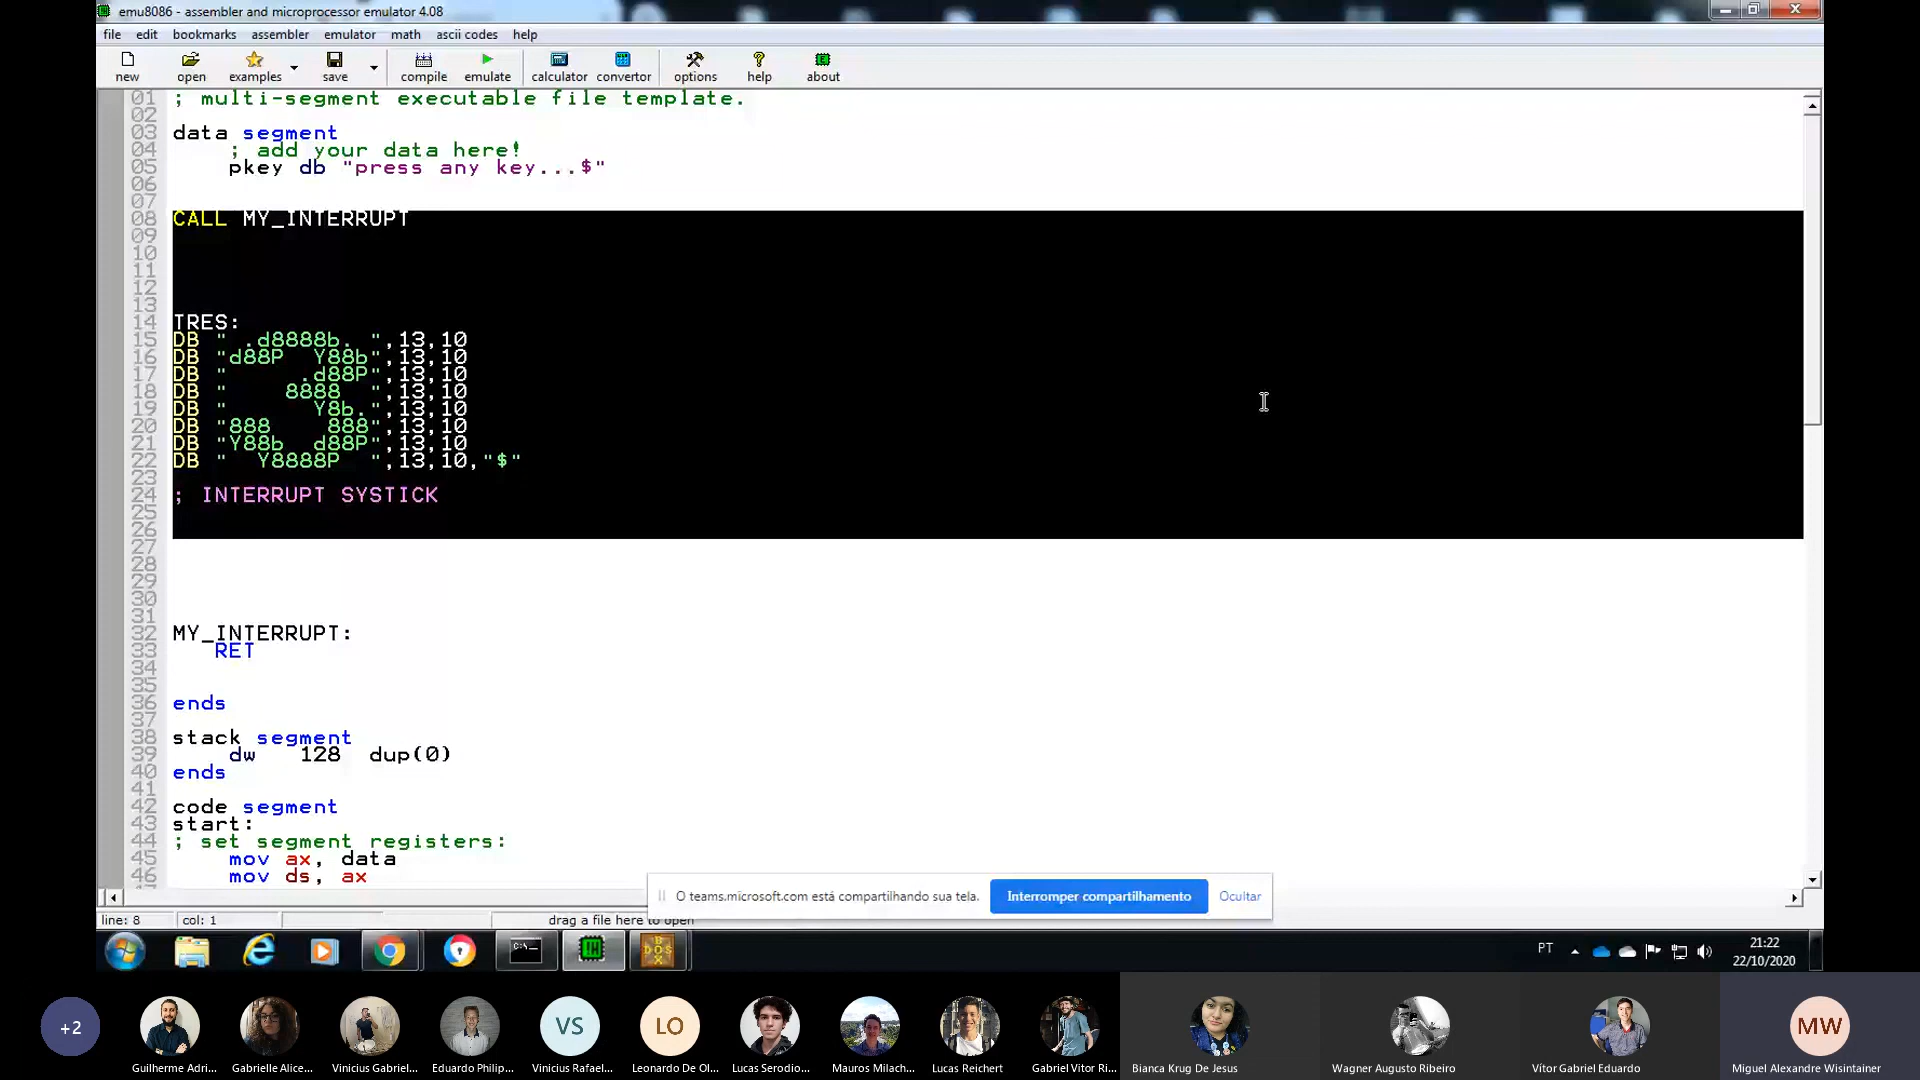 emu8086 - assembler and microprocessor emulator 4.08
file edit bookmarks assembler emulator math ascii codes help
new open examples save compile emulate calculator convertor options help about
01 ; multi-segment executable file template.
02
03 data segment
04     ; add your data here!
05     pkey db "press any key...$"
06
07
08 CALL MY_INTERRUPT
09
10
11
12
13
14 TRES:
15 DB " .d8888b. ",13,10
16 DB "d88P  Y88b",13,10
17 DB "     .d88P",13,10
18 DB "    8888  ",13,10
19 DB "      Y8b.",13,10
20 DB "888    888",13,10
21 DB "Y88b  d88P",13,10
22 DB "  Y8888P  ",13,10,"$"
23
24 ; INTERRUPT SYSTICK
25
26
27
28
29
30
31
32 MY_INTERRUPT:
33    RET
34
35
36 ends
37
38 stack segment
39     dw   128  dup(0)
40 ends
41
42 code segment
43 start:
44 ; set segment registers:
45     mov ax, data
46     mov ds, ax
O teams.microsoft.com está compartilhando sua tela. Interromper compartilhamento Ocultar
line: 8 col: 1 drag a file here to open
PT 21:22
22/10/2020
+2 VS LO MW
Guilherme Adri... Gabrielle Alice... Vinicius Gabriel... Eduardo Philip... Vinicius Rafael... Leonardo De Ol... Lucas Serodio... Mauros Milach... Lucas Reichert Gabriel Vitor Ri... Bianca Krug De Jesus Wagner Augusto Ribeiro Vítor Gabriel Eduardo Miguel Alexandre Wisintainer